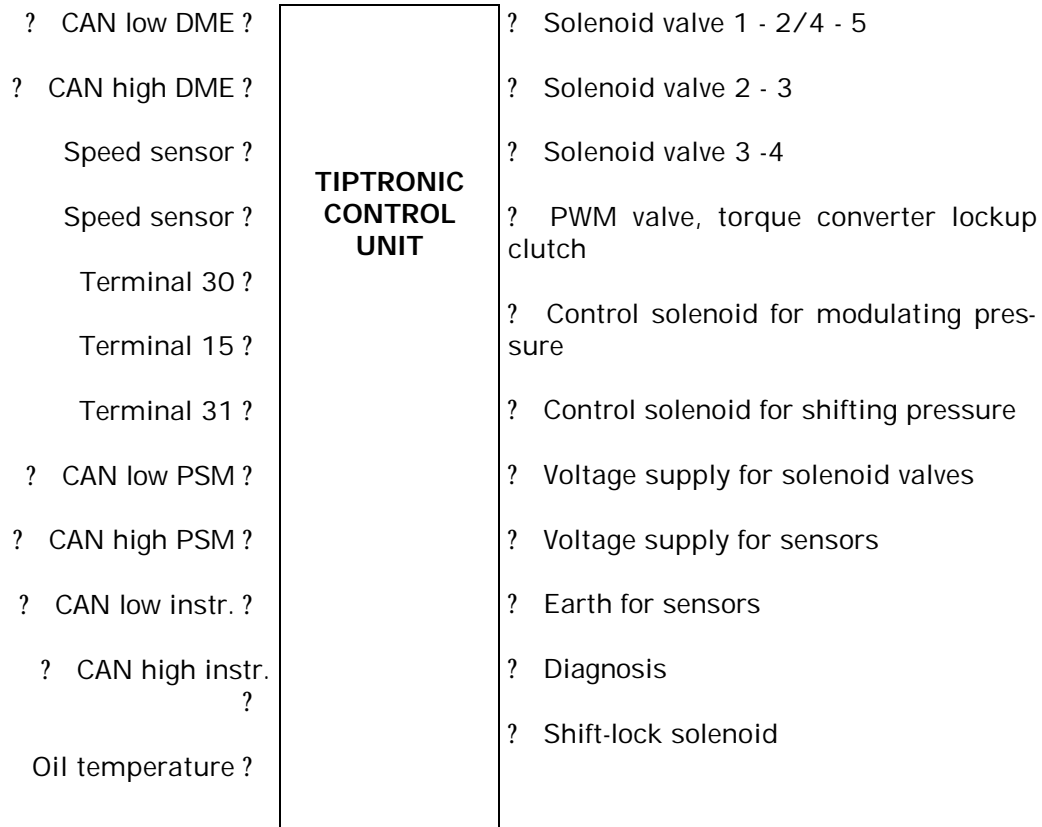 ? CAN low DME ?
? CAN high DME ?
Speed sensor ?
Speed sensor ?
Terminal 30 ?
Terminal 15 ?
Terminal 31 ?
? CAN low PSM ?
? CAN high PSM ?
? CAN low instr. ?
? CAN high instr.
?
Oil temperature ?
TIPTRONIC
CONTROL
UNIT
? Solenoid valve 1 - 2/4 - 5
? Solenoid valve 2 - 3
? Solenoid valve 3 -4
? PWM valve, torque converter lockup
clutch
? Control solenoid for modulating pres-
sure
? Control solenoid for shifting pressure
? Voltage supply for solenoid valves
? Voltage supply for sensors
? Earth for sensors
? Diagnosis
? Shift-lock solenoid